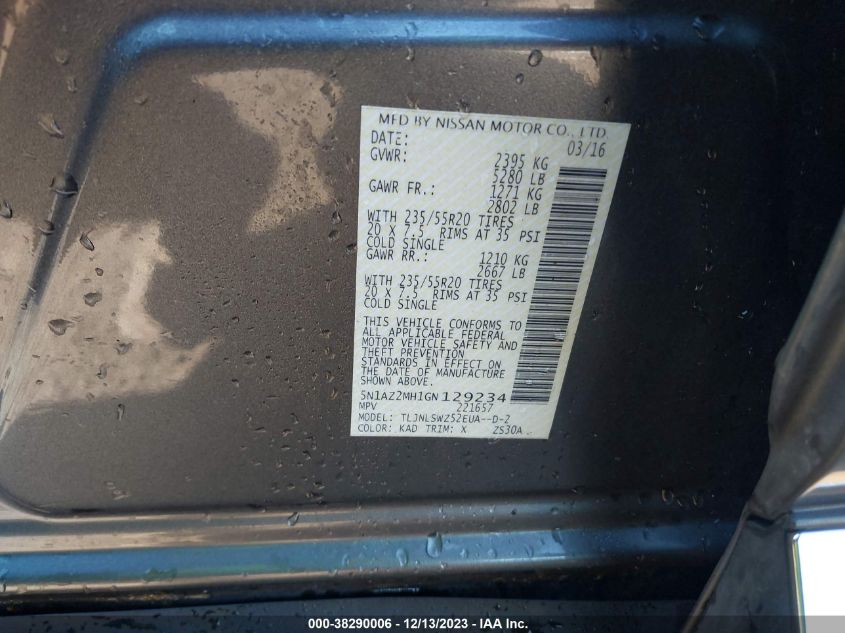 MFD BY NISSAN MOTOR CO., LTD.
DATE: 03/16
GVWR: 2395 KG
5280 LB
GAWR FR.: 1271 KG
2802 LB
WITH 235/55R20 TIRES
20 X 7.5 RIMS AT 35 PSI
COLD SINGLE
GAWR RR.: 1210 KG
2667 LB
WITH 235/55R20 TIRES
20 X 7.5 RIMS AT 35 PSI
COLD SINGLE
THIS VEHICLE CONFORMS TO
ALL APPLICABLE FEDERAL
MOTOR VEHICLE SAFETY AND
THEFT PREVENTION
STANDARDS IN EFFECT ON
THE DATE OF MANUFACTURE
SHOWN ABOVE.
5N1AZ2MH1GN129234
MPV 221657
MODEL: TLJNLSWZ52EUA--D-Z
COLOR: KAD TRIM: X ZS30A
000-38290006 - 12/13/2023 - IAAI.com